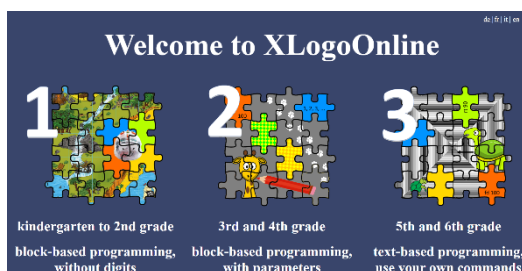 de | fr | it | en
Welcome to XLogoOnline
1
2
3
kindergarten to 2nd grade
3rd and 4th grade
5th and 6th grade
block-based programming,
without digits
block-based programming,
with parameters
text-based programming,
use your own commands